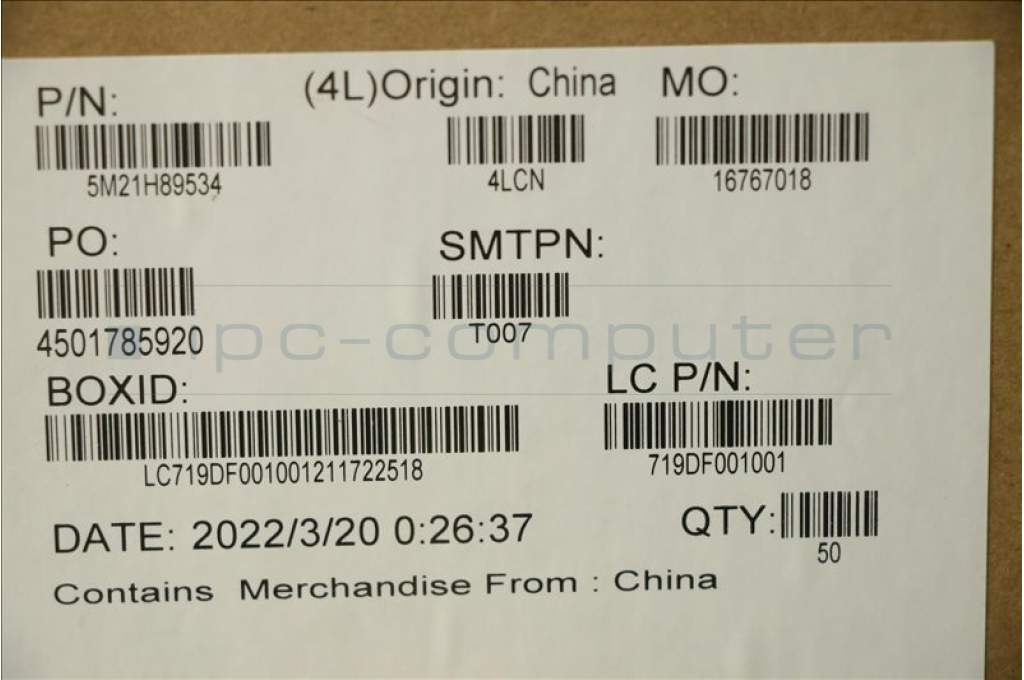 P/N: (4L)Origin: China MO:
5M21H89534 4LCN 16767018
PO: SMTPN:
4501785920 T007
pc-computer
BOXID: LC P/N:
LC719DF001001211722518 719DF001001
DATE: 2022/3/20 0:26:37 QTY:
50
Contains Merchandise From : China